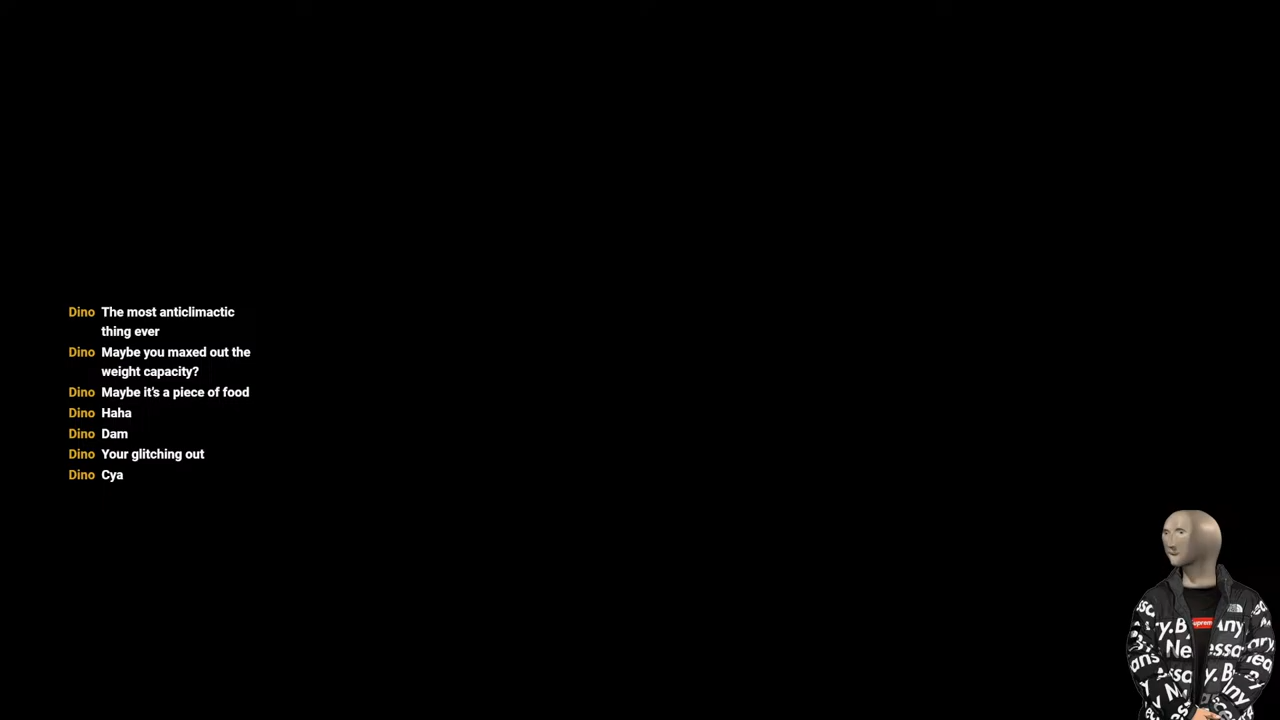 Dino The most anticlimactic
thing ever
Dino Maybe you maxed out the
weight capacity?
Dino Maybe it's a piece of food
Dino Haha
Dino Dam
Dino Your glitching out
Dino Cya